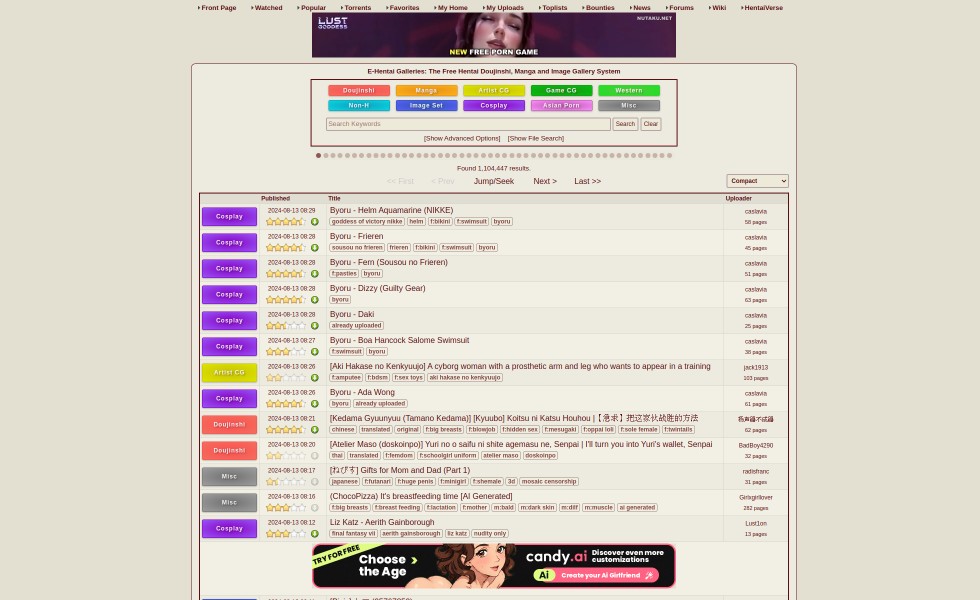 Front Page Watched Popular Torrents Favorites My Home My Uploads Toplists Bounties News Forums Wiki HentaiVerse
LUST GODDESS
NUTAKU.NET
NEW FREE PORN GAME
E-Hentai Galleries: The Free Hentai Doujinshi, Manga and Image Gallery System
Doujinshi Manga Artist CG Game CG Western
Non-H Image Set Cosplay Asian Porn Misc
Search Keywords Search Clear
[Show Advanced Options] [Show File Search]
Found 1,104,447 results.
<< First < Prev Jump/Seek Next > Last >> Compact
Published Title Uploader
Cosplay 2024-08-13 08:29 Byoru - Helm Aquamarine (NIKKE) caslavia
goddess of victory nikke helm f:bikini f:swimsuit byoru 58 pages
Cosplay 2024-08-13 08:28 Byoru - Frieren caslavia
sousou no frieren frieren f:bikini f:swimsuit byoru 45 pages
Cosplay 2024-08-13 08:28 Byoru - Fern (Sousou no Frieren) caslavia
f:pasties byoru 51 pages
Cosplay 2024-08-13 08:28 Byoru - Dizzy (Guilty Gear) caslavia
byoru 63 pages
Cosplay 2024-08-13 08:28 Byoru - Daki caslavia
already uploaded 25 pages
Cosplay 2024-08-13 08:27 Byoru - Boa Hancock Salome Swimsuit caslavia
f:swimsuit byoru 36 pages
Artist CG 2024-08-13 08:26 [Aki Hakase no Kenkyuujo] A cyborg woman with a prosthetic arm and leg who wants to appear in a training jack1913
f:amputee f:bdsm f:sex toys aki hakase no kenkyuujo 103 pages
Cosplay 2024-08-13 08:26 Byoru - Ada Wong caslavia
byoru already uploaded 61 pages
Doujinshi 2024-08-13 08:21 [Kedama Gyuunyuu (Tamano Kedama)] [Kyuubo] Koitsu ni Katsu Houhou |【急求】把这家伙战胜的方法
chinese translated original f:big breasts f:blowjob f:hidden sex f:mesugaki f:oppai loli f:sole female f:twintails 62 pages
Doujinshi 2024-08-13 08:20 [Atelier Maso (doskoinpo)] Yuri no o saifu ni shite agemasu ne, Senpai | I'll turn you into Yuri's wallet, Senpai BadBoy4290
thai translated f:femdom f:schoolgirl uniform atelier maso doskoinpo 32 pages
Misc 2024-08-13 08:17 [ねぴす] Gifts for Mom and Dad (Part 1) radisfranc
japanese f:futanari f:huge penis f:minigirl f:shemale 3d mosaic censorship 31 pages
Misc 2024-08-13 08:16 (ChocoPizza) It's breastfeeding time [AI Generated] Girlxgirllover
f:big breasts f:breast feeding f:lactation f:mother m:bald m:dark skin m:dilf m:muscle ai generated 282 pages
Cosplay 2024-08-13 08:12 Liz Katz - Aerith Gainborough Lust1on
final fantasy vii aerith gainsborough liz katz nudity only 13 pages
TRY FOR FREE Choose the Age candy.ai Discover even more customizations
Ai Create your AI Girlfriend